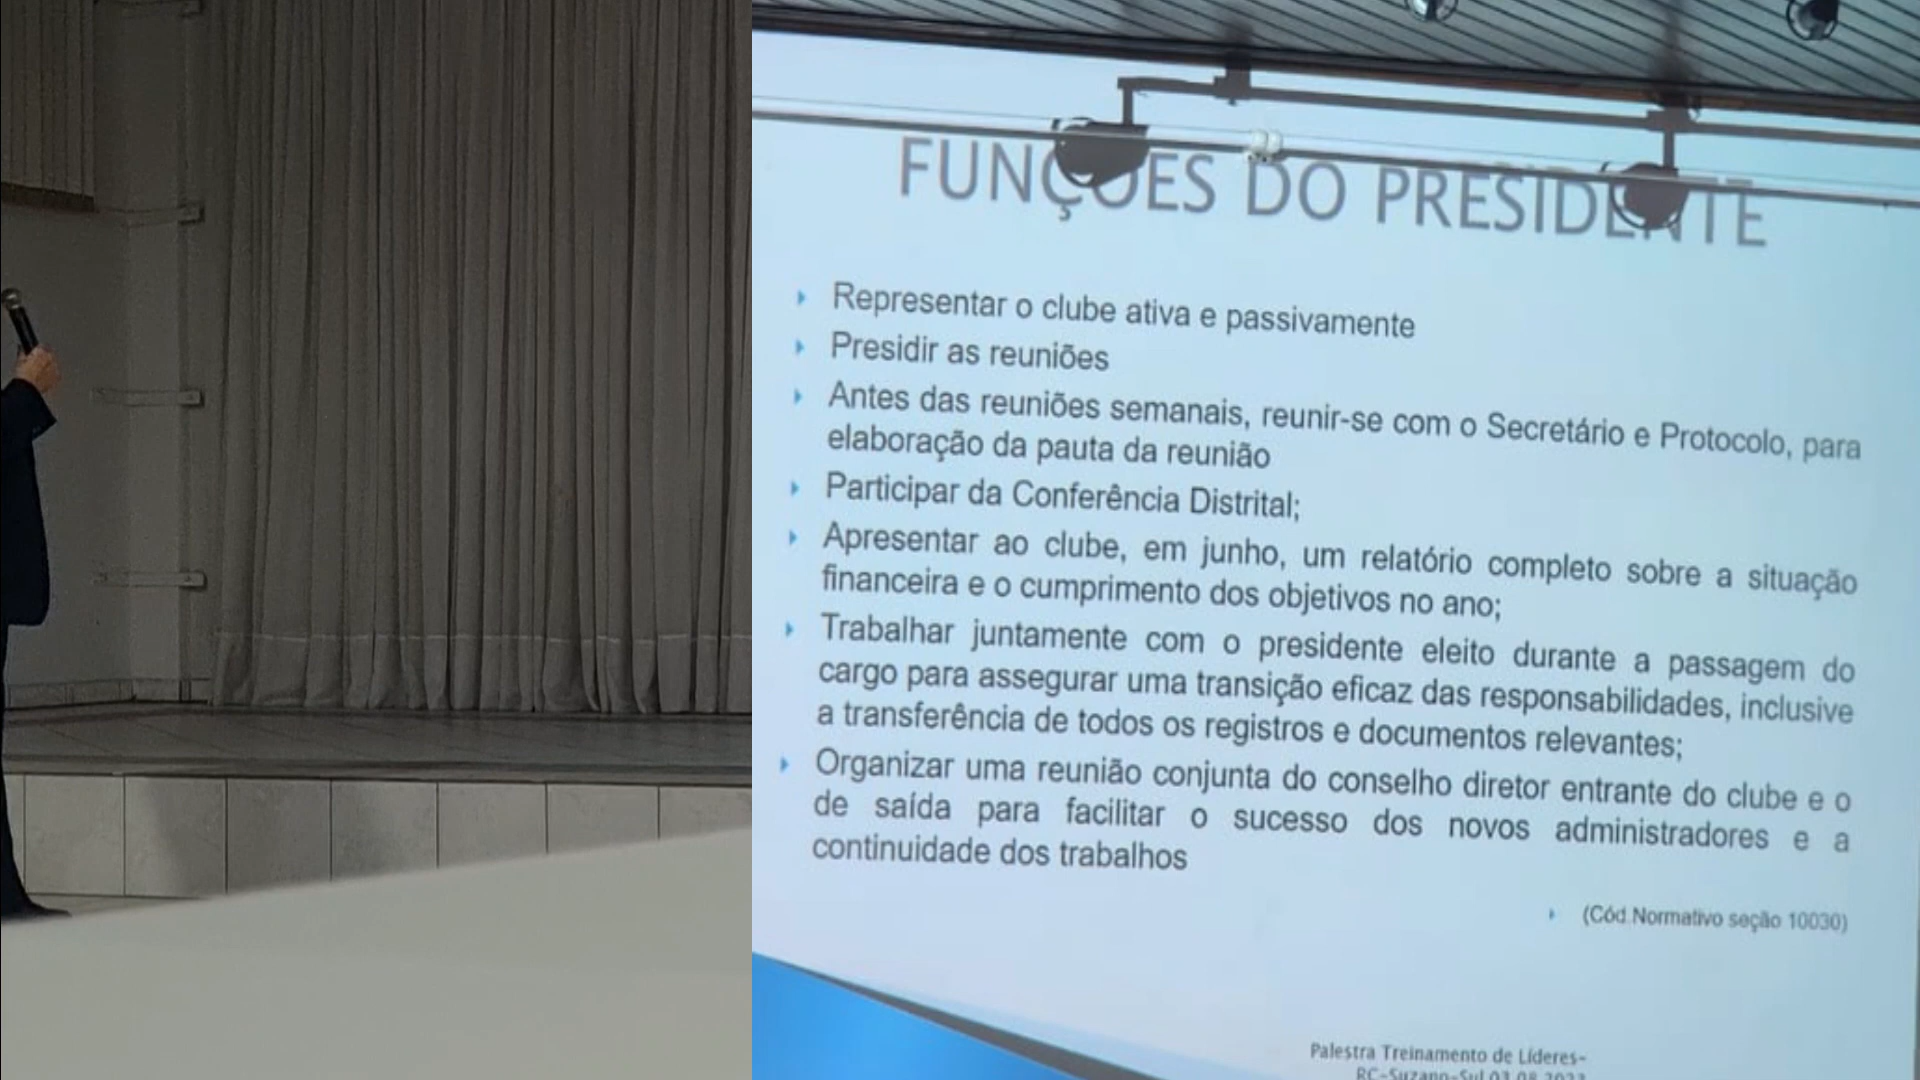 FUNÇÕES DO PRESIDENTE
Representar o clube ativa e passivamente
Presidir as reuniões
Antes das reuniões semanais, reunir-se com o Secretário e Protocolo, para
elaboração da pauta da reunião
Participar da Conferência Distrital;
Apresentar ao clube, em junho, um relatório completo sobre a situação
financeira e o cumprimento dos objetivos no ano;
Trabalhar juntamente com o presidente eleito durante a passagem do
cargo para assegurar uma transição eficaz das responsabilidades, inclusive
a transferência de todos os registros e documentos relevantes;
Organizar uma reunião conjunta do conselho diretor entrante do clube e o
de saída para facilitar o sucesso dos novos administradores e a
continuidade dos trabalhos
(Cód.Normativo seção 10030)
Palestra Treinamento de Líderes-
RC-Suzano-Sul